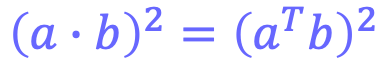 (a · b)² = (aᵀb)²